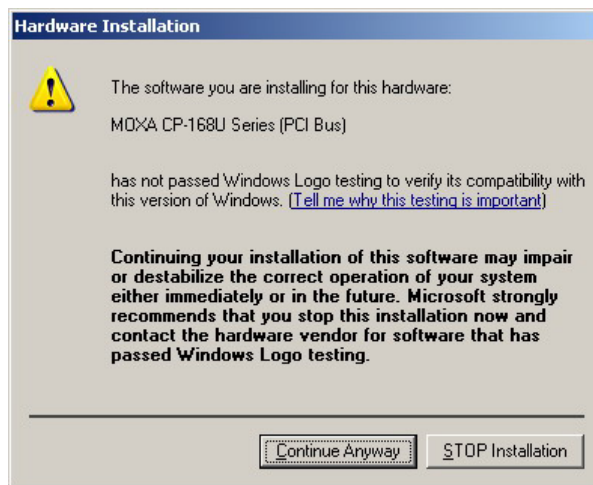 Hardware Installation
The software you are installing for this hardware:
MOXA CP-168U Series (PCI Bus)
has not passed Windows Logo testing to verify its compatibility with
this version of Windows. (Tell me why this testing is important)
Continuing your installation of this software may impair
or destabilize the correct operation of your system
either immediately or in the future. Microsoft strongly
recommends that you stop this installation now and
contact the hardware vendor for software that has
passed Windows Logo testing.
Continue Anyway
STOP Installation